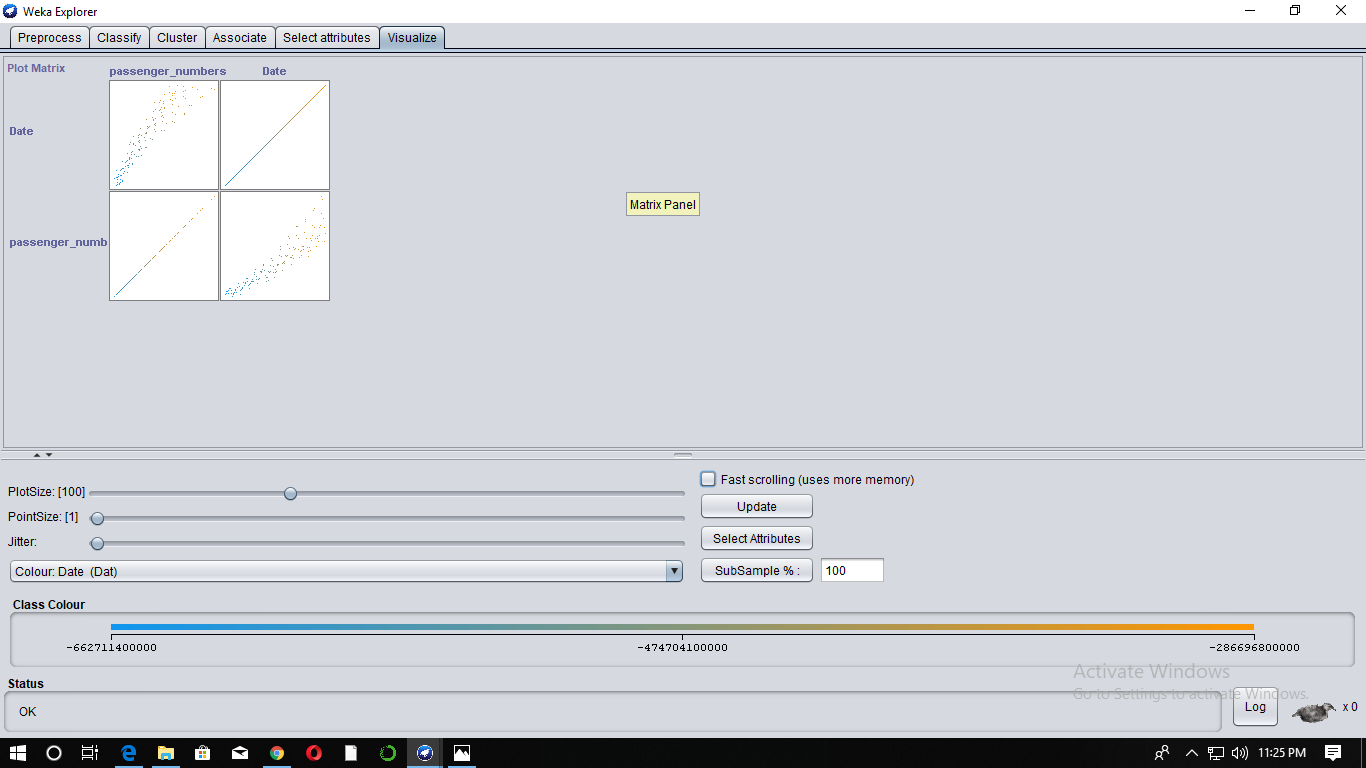 Weka Explorer
Preprocess Classify Cluster Associate Select attributes Visualize
Plot Matrix
passenger_numbers Date
Date
Matrix Panel
passenger_numb
PlotSize: [100]
PointSize: [1]
Jitter:
Fast scrolling (uses more memory)
Update
Select Attributes
Colour: Date (Dat)
SubSample % : 100
Class Colour
-662711400000 -474704100000 -286696800000
Activate Windows
Go to Settings to activate Windows.
Status
OK
Log x 0
11:25 PM